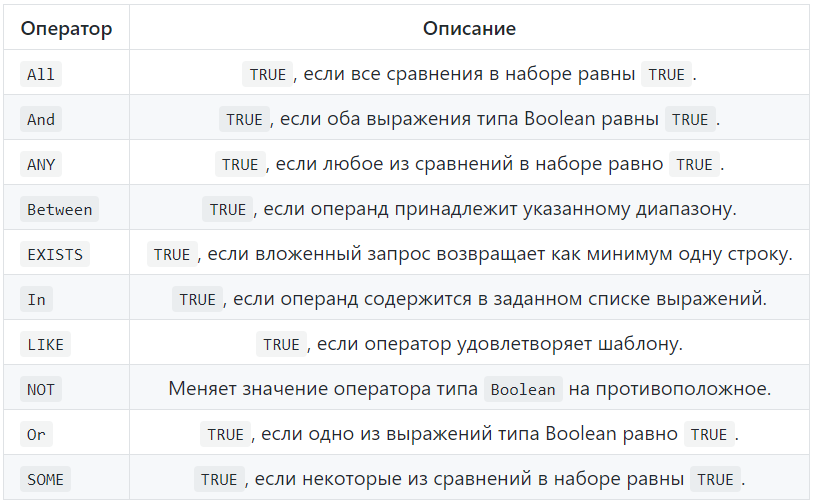 Оператор Описание
All TRUE , если все сравнения в наборе равны TRUE .
And TRUE , если оба выражения типа Boolean равны TRUE .
ANY TRUE , если любое из сравнений в наборе равно TRUE .
Between TRUE , если операнд принадлежит указанному диапазону.
EXISTS TRUE , если вложенный запрос возвращает как минимум одну строку.
In TRUE , если операнд содержится в заданном списке выражений.
LIKE TRUE , если оператор удовлетворяет шаблону.
NOT Меняет значение оператора типа Boolean на противоположное.
Or TRUE , если одно из выражений типа Boolean равно TRUE .
SOME TRUE , если некоторые из сравнений в наборе равны TRUE .